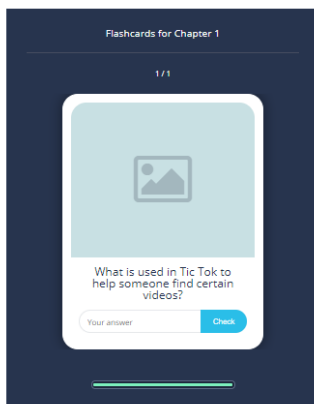 Flashcards for Chapter 1
1 / 1
What is used in Tic Tok to
help someone find certain
videos?
Your answer
Check